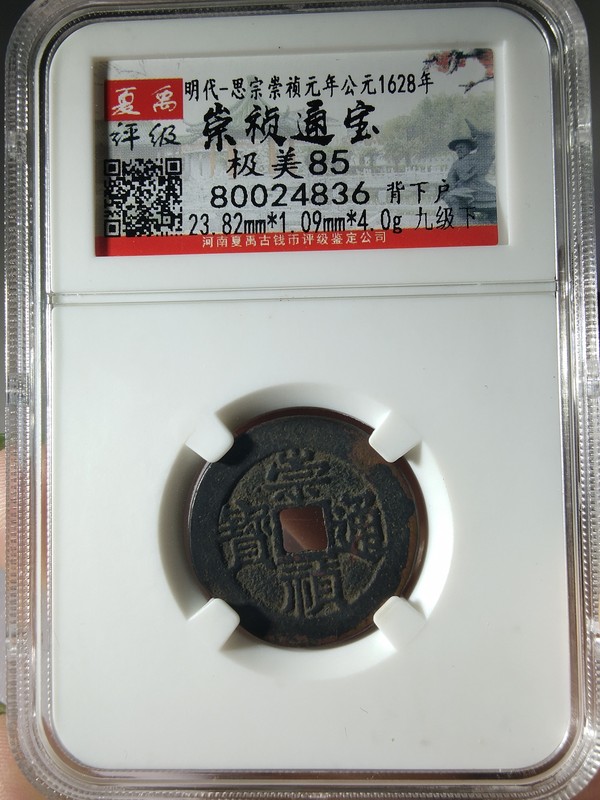 夏禹
评级
明代-思宗崇祯元年公元1628年
崇祯通宝
极美85
80024836 背下户
23.82mm*1.09mm*4.0g 九级下
河南夏禹古钱币评级鉴定公司
崇禎通寳